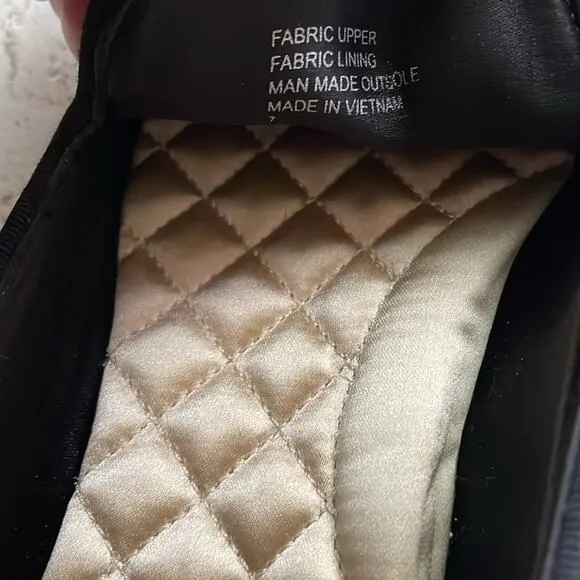 FABRIC UPPER
FABRIC LINING
MAN MADE OUTSOLE
MADE IN VIETNAM